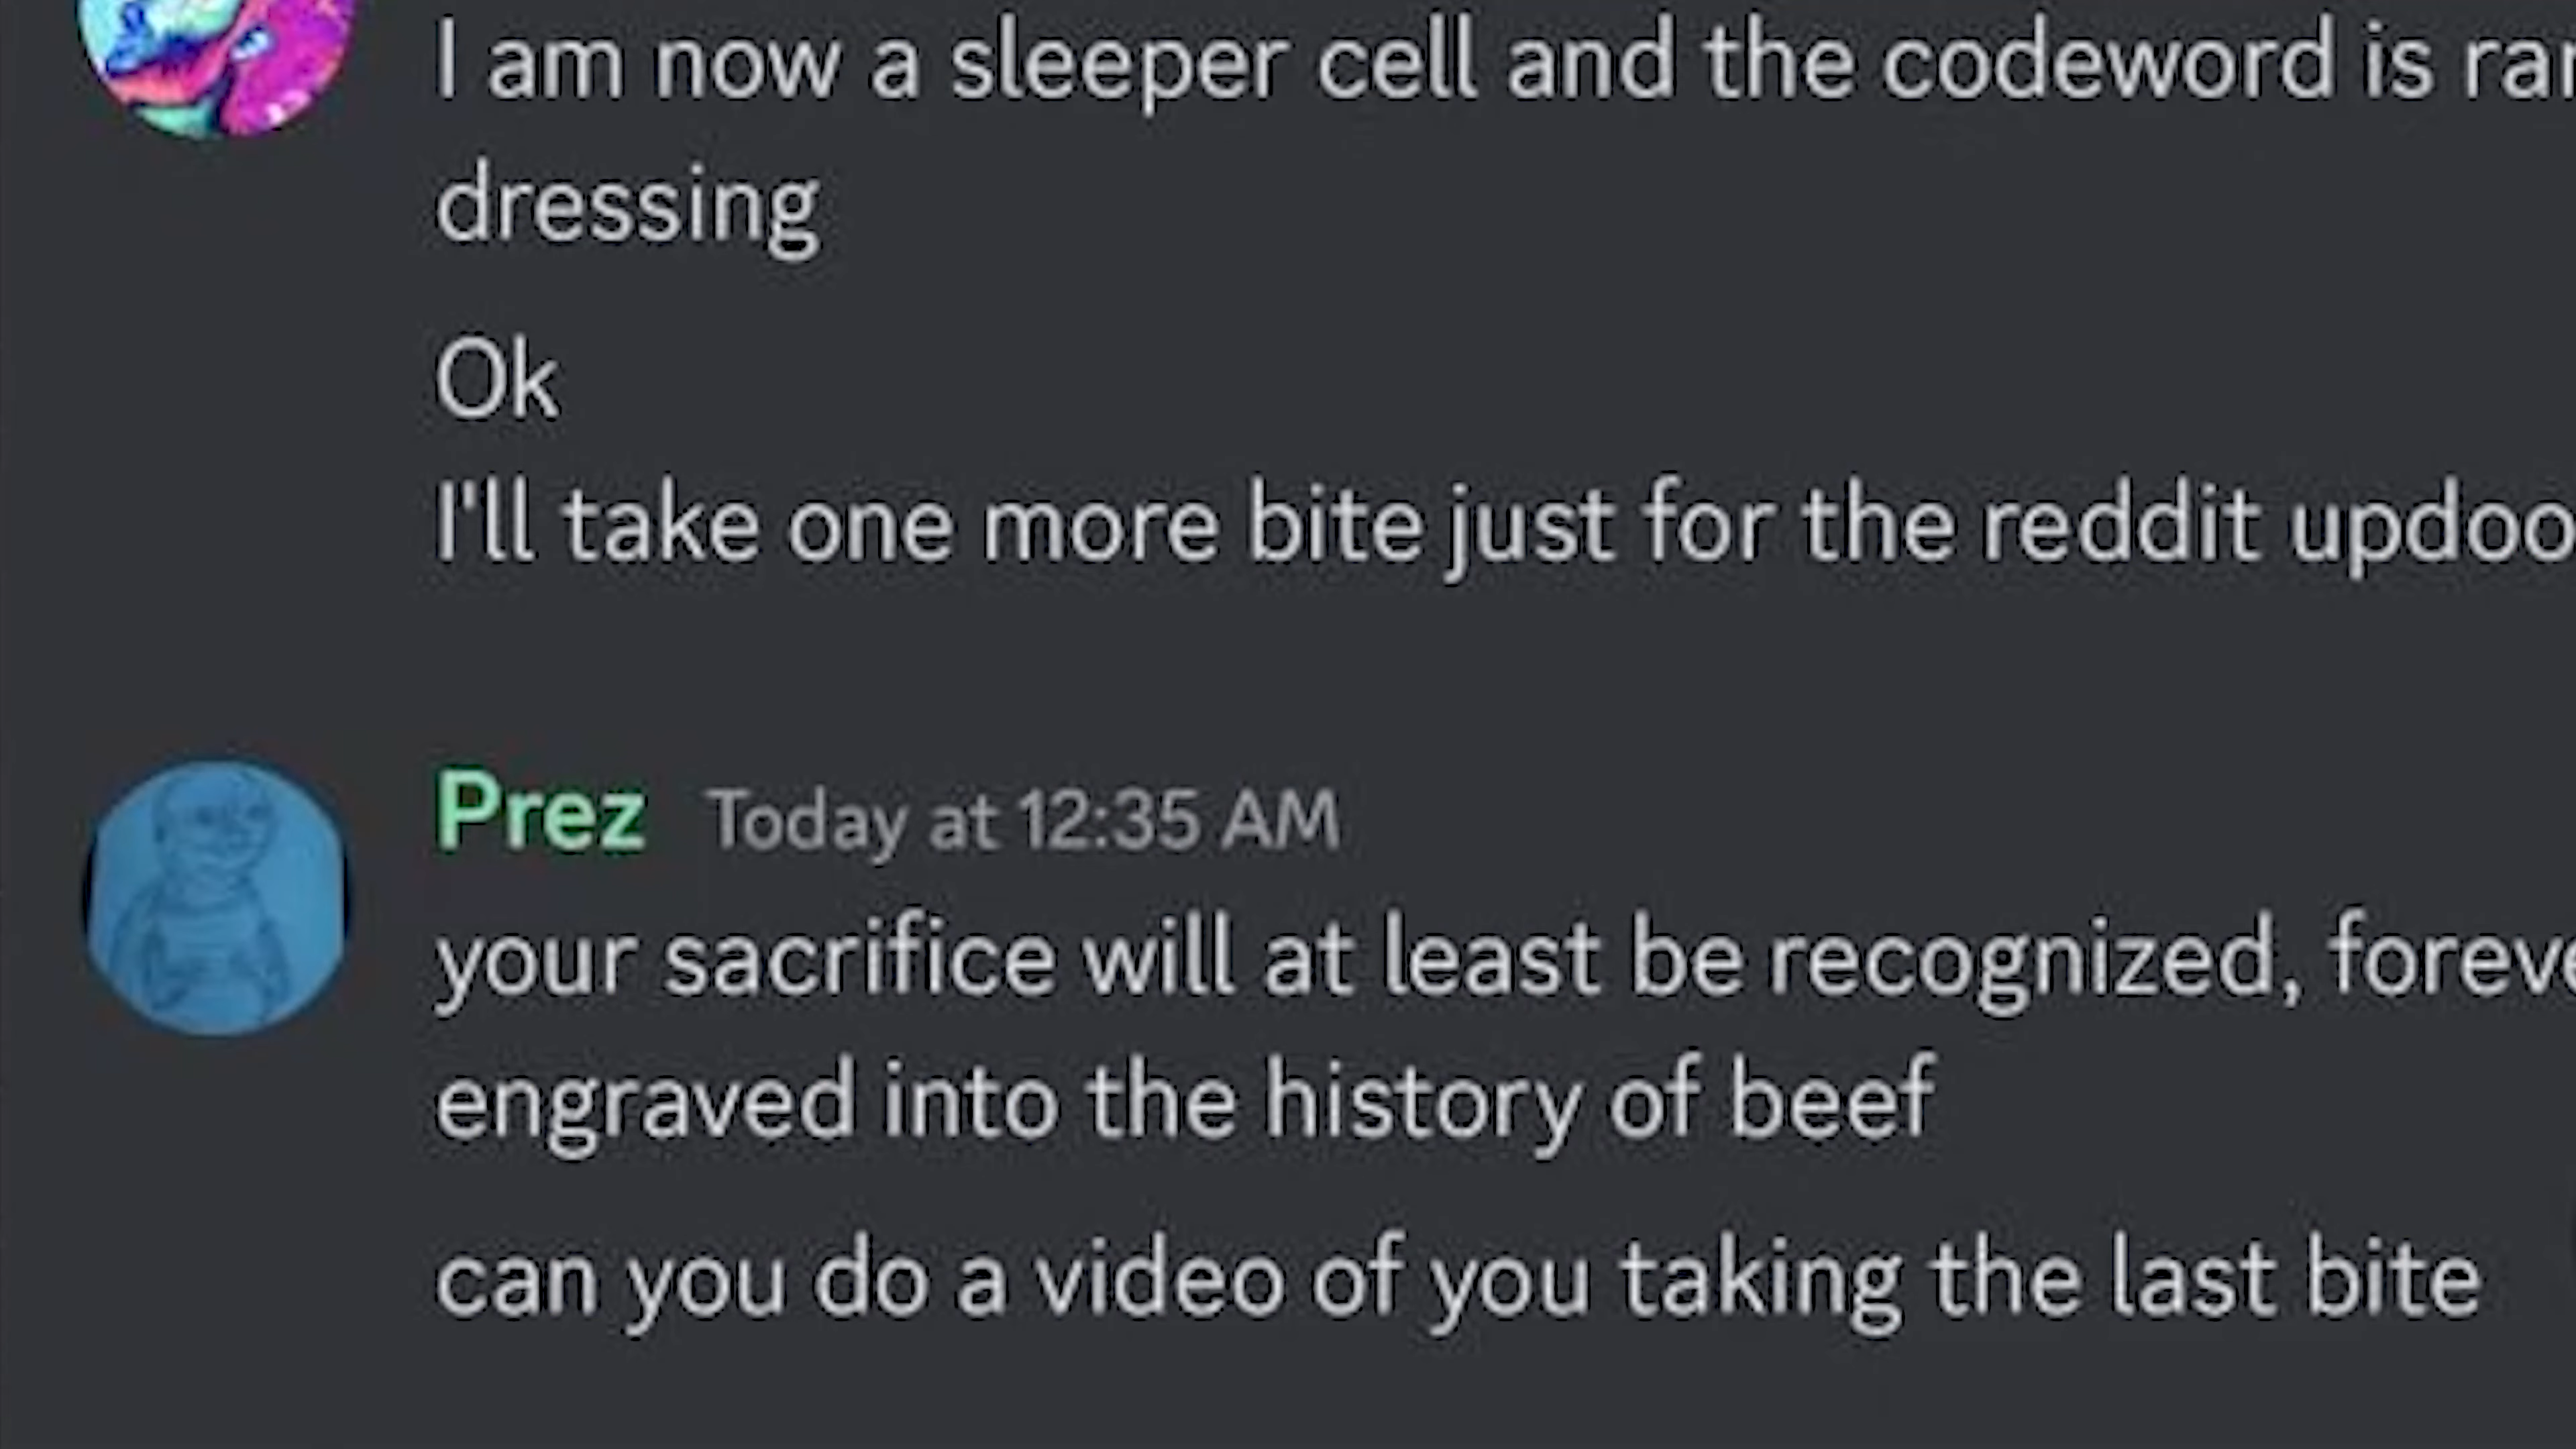 I am now a sleeper cell and the codeword is
dressing
Ok
I'll take one more bite just for the reddit
Prez Today at 12:35 AM
your sacrifice will at least be recognized,
engraved into the history of beef
can you do a video of you taking the last bite